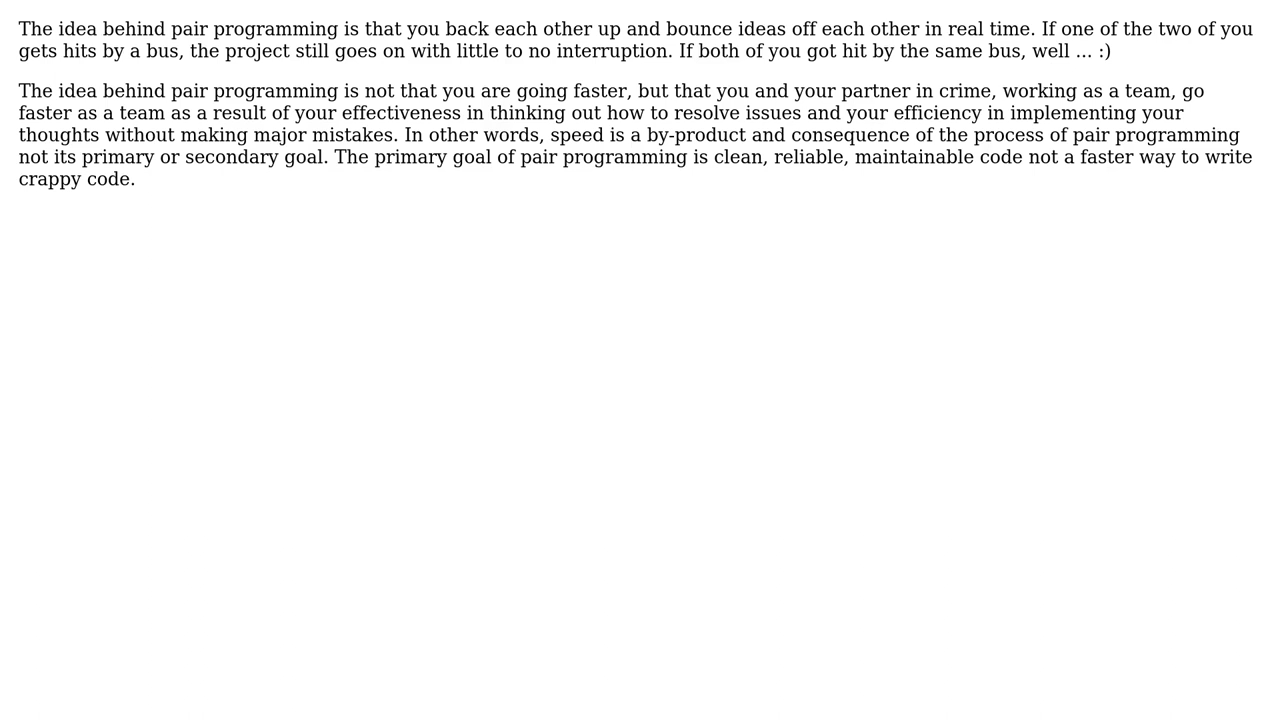 The idea behind pair programming is that you back each other up and bounce ideas off each other in real time. If one of the two of you
gets hits by a bus, the project still goes on with little to no interruption. If both of you got hit by the same bus, well ... :)
The idea behind pair programming is not that you are going faster, but that you and your partner in crime, working as a team, go
faster as a team as a result of your effectiveness in thinking out how to resolve issues and your efficiency in implementing your
thoughts without making major mistakes. In other words, speed is a by-product and consequence of the process of pair programming
not its primary or secondary goal. The primary goal of pair programming is clean, reliable, maintainable code not a faster way to write
crappy code.